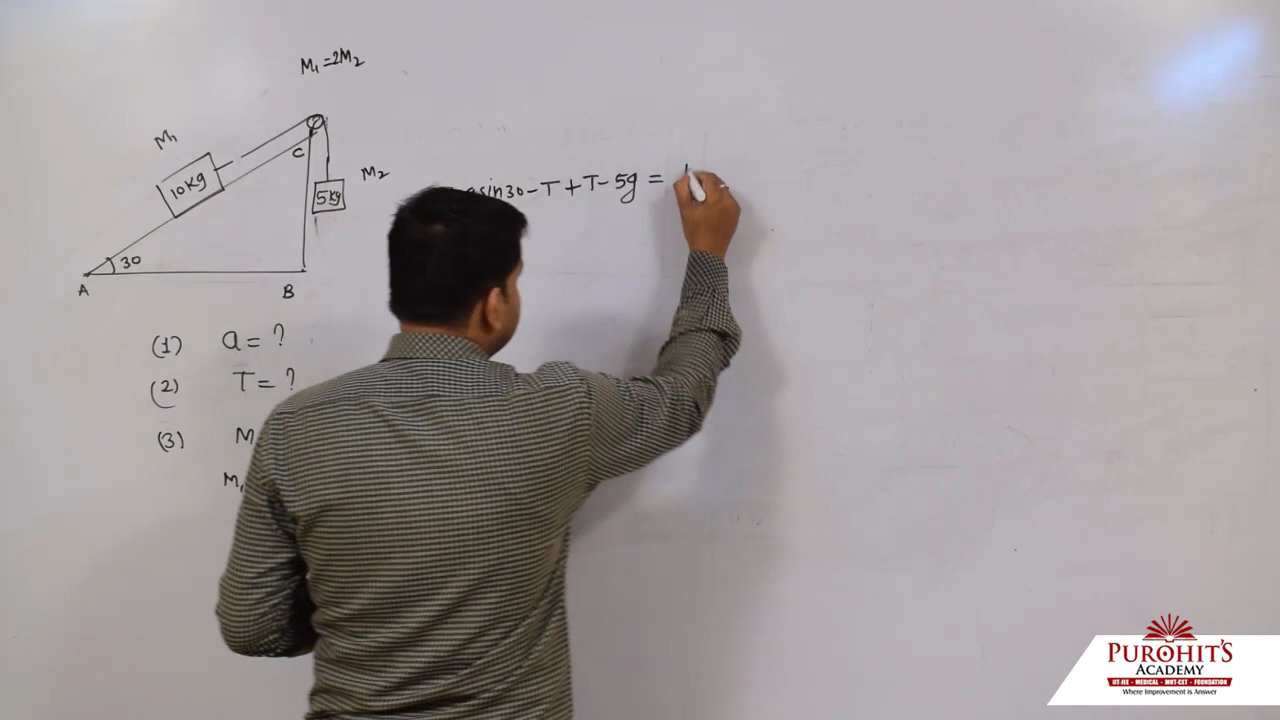 M₁=2M₂
M₁
10Kg
C
M₂
5Kg
30
A
B
sin30-T+T-5g=
(1) a=?
(2) T=?
(3) M
M₁
PUROHIT'S
ACADEMY
IIT-JEE - MEDICAL - MHT-CET - FOUNDATION
Where Improvement is Answer